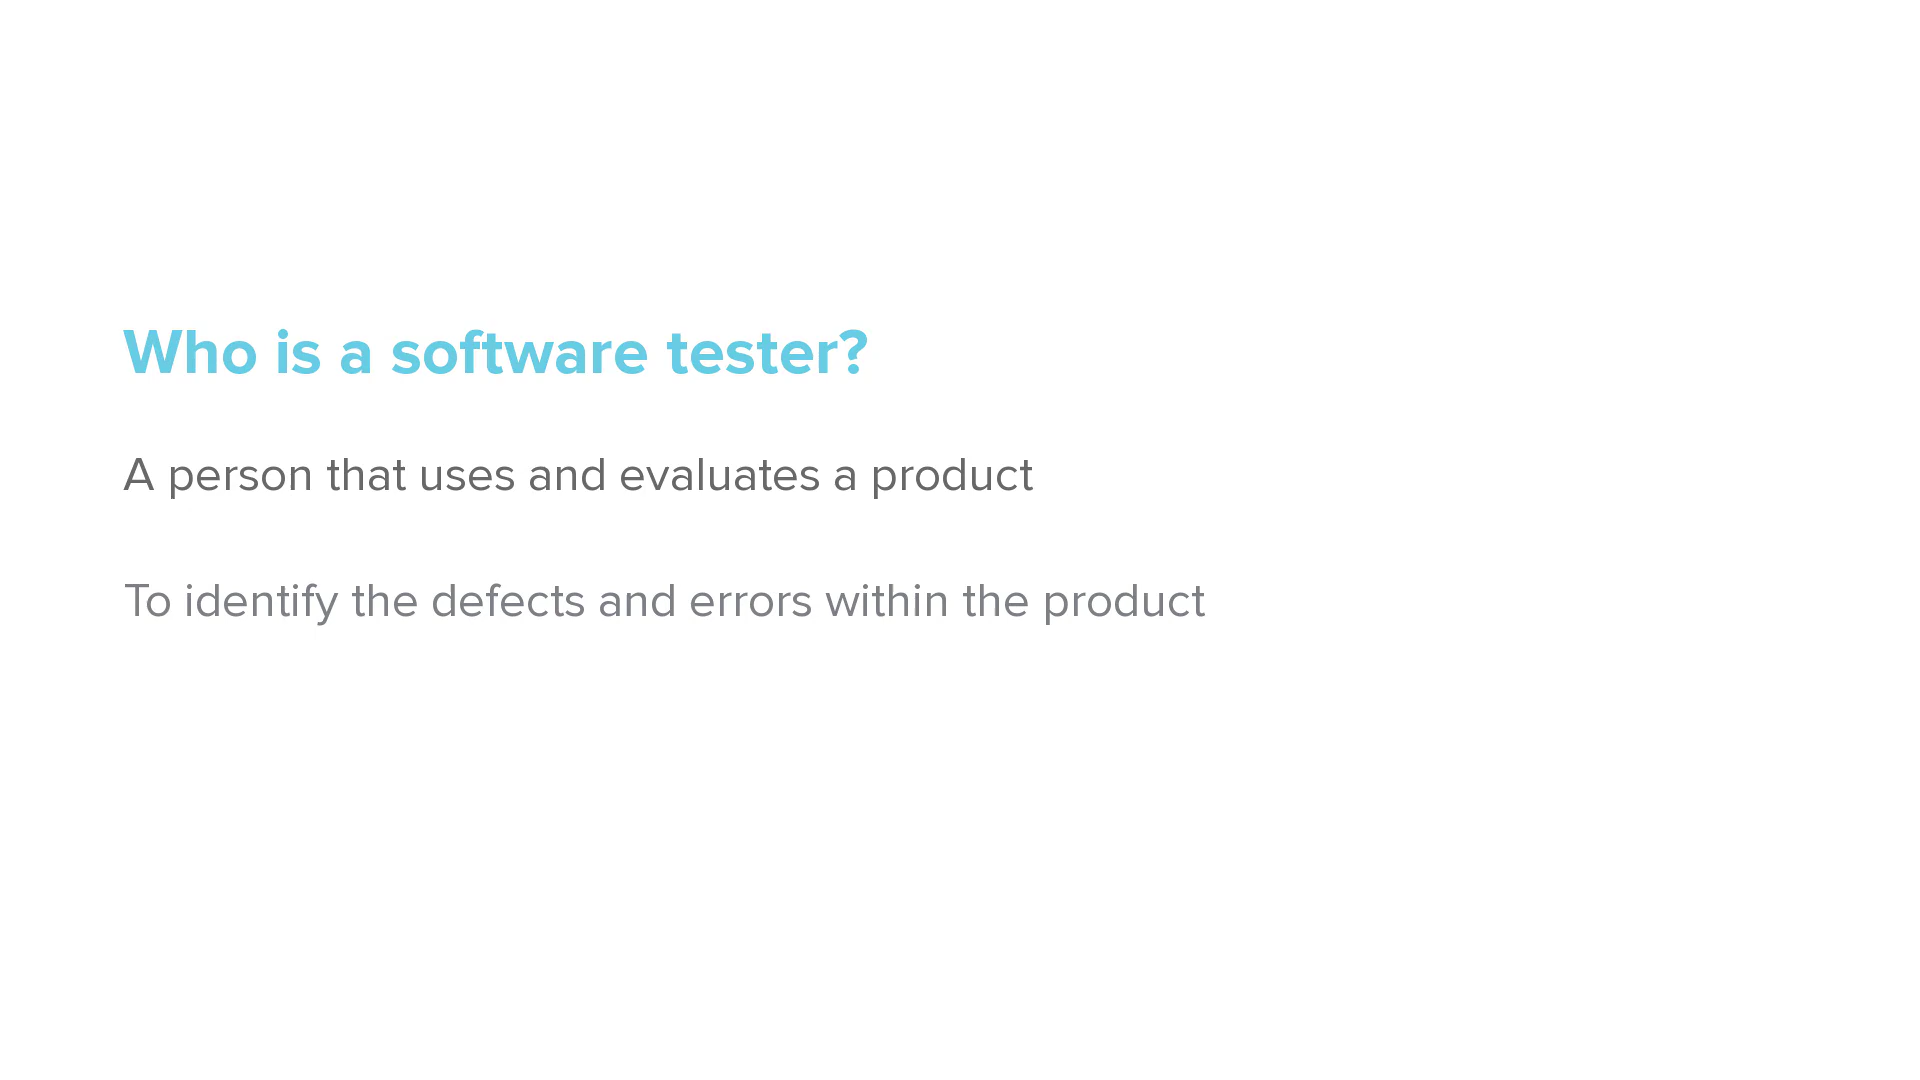 Who is a software tester?
A person that uses and evaluates a product
To identify the defects and errors within the product